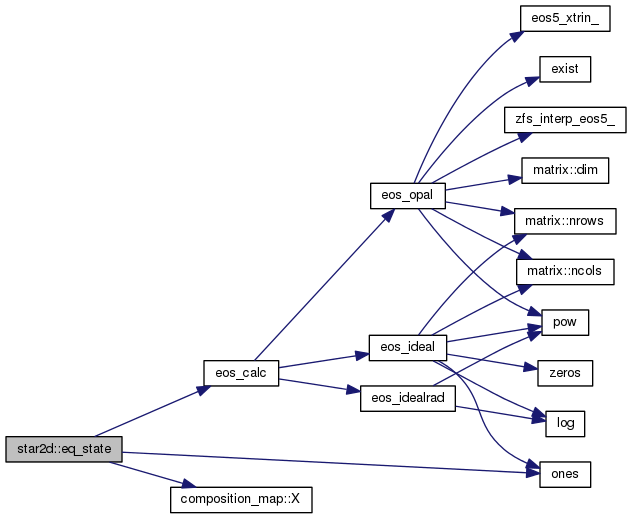 eos5_xtrin_
exist
zfs_interp_eos5_
matrix::dim
eos_opal
matrix::nrows
matrix::ncols
pow
eos_ideal
eos_calc
zeros
eos_idealrad
log
star2d::eq_state
ones
composition_map::X